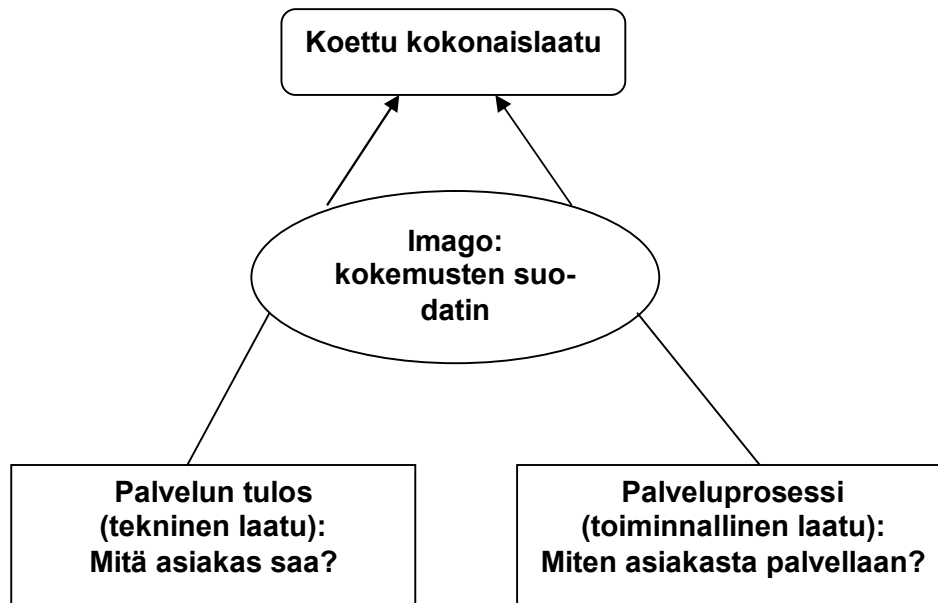 Koettu kokonaislaatu
Imago:
kokemusten suo-
datin
Palvelun tulos
(tekninen laatu):
Mitä asiakas saa?
Palveluprosessi
(toiminnallinen laatu):
Miten asiakasta palvellaan?